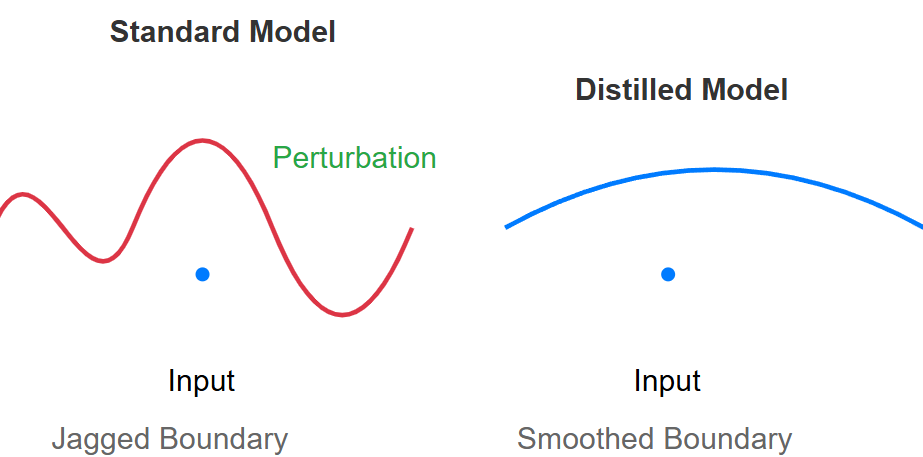 Standard Model
Distilled Model
Perturbation
Input
Input
Jagged Boundary
Smoothed Boundary